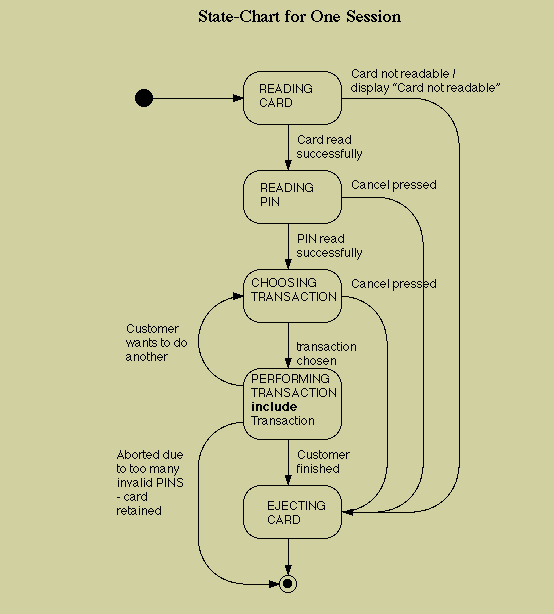 State-Chart for One Session
Card not readable /
display "Card not readable"
READING
CARD
Card read
successfully
READING
PIN
Cancel pressed
PIN read
successfully
CHOOSING
TRANSACTION
Cancel pressed
Customer
wants to do
another
transaction
chosen
PERFORMING
TRANSACTION
include
Transaction
Aborted due
to too many
invalid PINS
- card
retained
Customer
finished
EJECTING
CARD